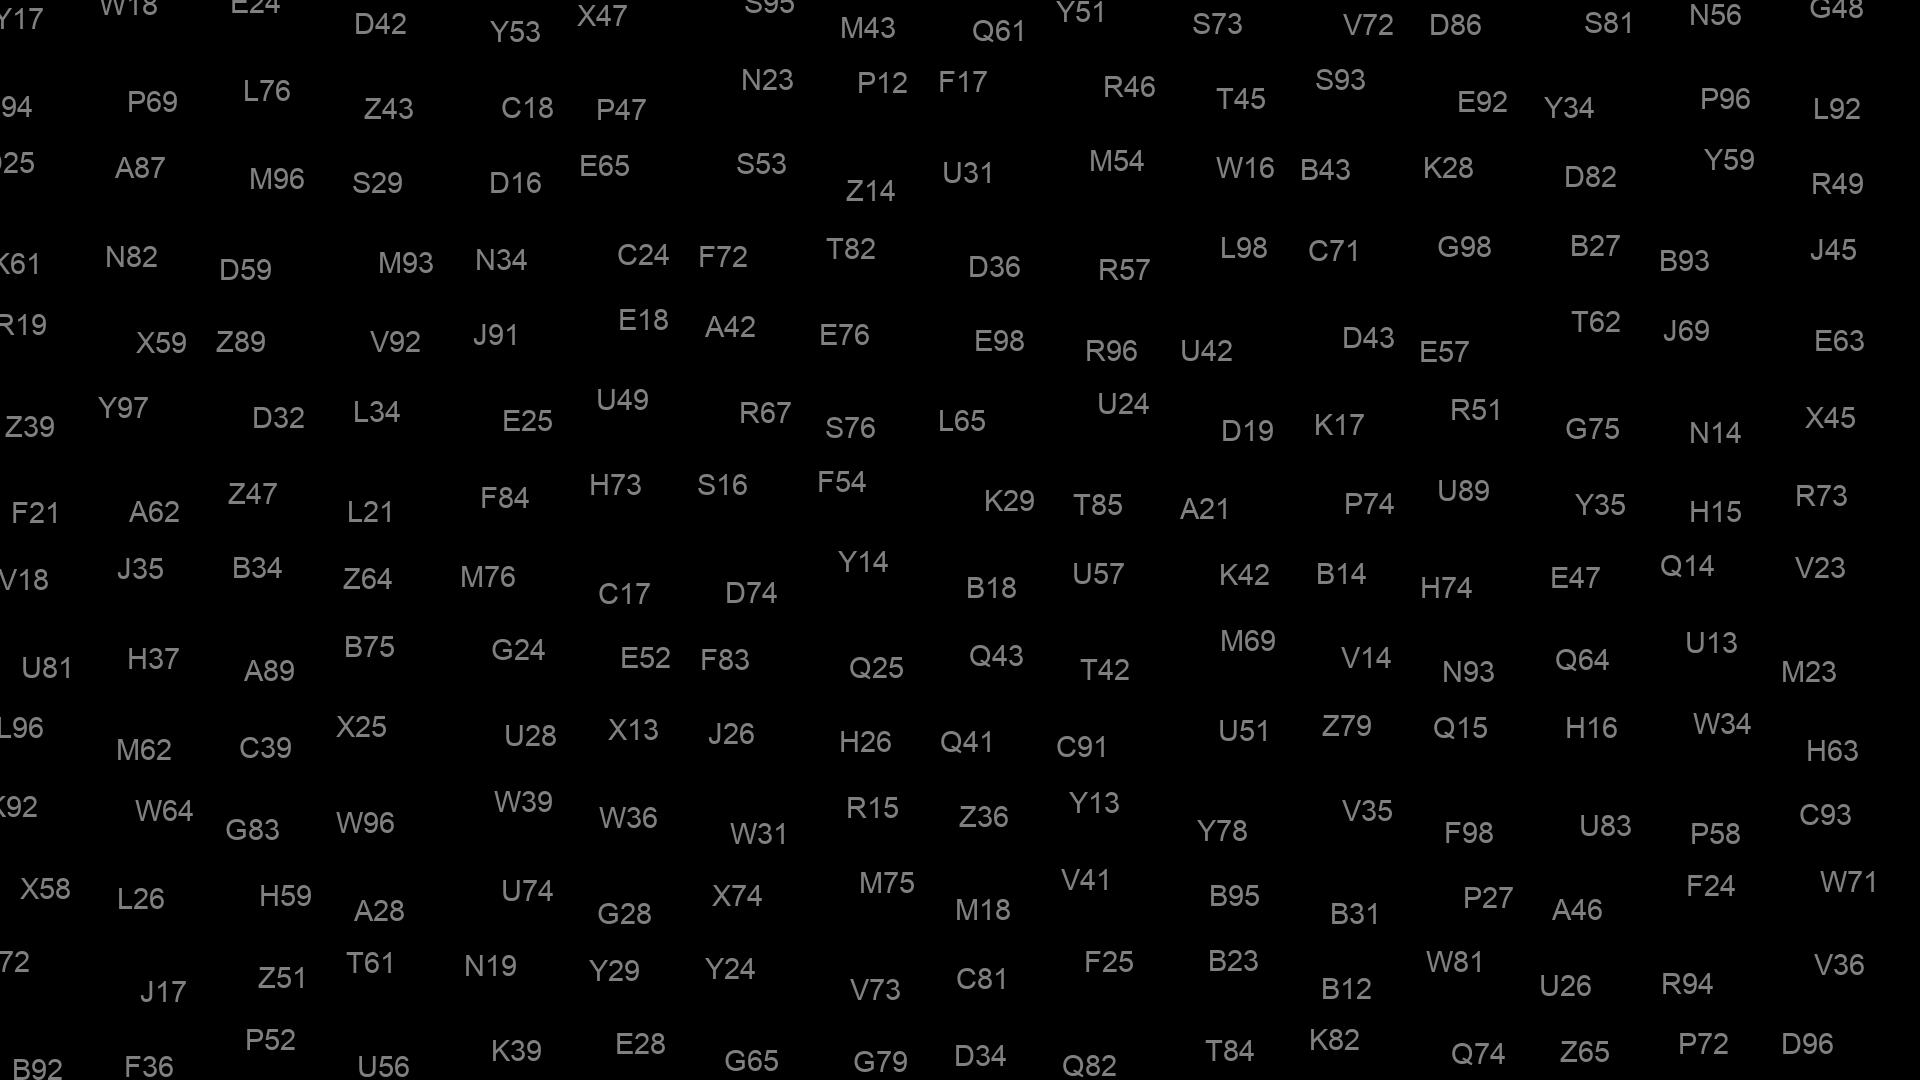 Y17 W18 E24 D42 Y53 X47 S95 M43 Q61 Y51 S73 V72 D86 S81 N56 G48
94 P69 L76 Z43 C18 P47 N23 P12 F17 R46 T45 S93 E92 Y34 P96 L92
25 A87 M96 S29 D16 E65 S53 Z14 U31 M54 W16 B43 K28 D82 Y59 R49
K61 N82 D59 M93 N34 C24 F72 T82 D36 R57 L98 C71 G98 B27 B93 J45
R19 X59 Z89 V92 J91 E18 A42 E76 E98 R96 U42 D43 E57 T62 J69 E63
Z39 Y97 D32 L34 E25 U49 R67 S76 L65 U24 D19 K17 R51 G75 N14 X45
F21 A62 Z47 L21 F84 H73 S16 F54 K29 T85 A21 P74 U89 Y35 H15 R73
V18 J35 B34 Z64 M76 C17 D74 Y14 B18 U57 K42 B14 H74 E47 Q14 V23
U81 H37 A89 B75 G24 E52 F83 Q25 Q43 T42 M69 V14 N93 Q64 U13 M23
L96 M62 C39 X25 U28 X13 J26 H26 Q41 C91 U51 Z79 Q15 H16 W34 H63
K92 W64 G83 W96 W39 W36 W31 R15 Z36 Y13 Y78 V35 F98 U83 P58 C93
X58 L26 H59 A28 U74 G28 X74 M75 M18 V41 B95 B31 P27 A46 F24 W71
72 J17 Z51 T61 N19 Y29 Y24 V73 C81 F25 B23 B12 W81 U26 R94 V36
B92 F36 P52 U56 K39 E28 G65 G79 D34 Q82 T84 K82 Q74 Z65 P72 D96